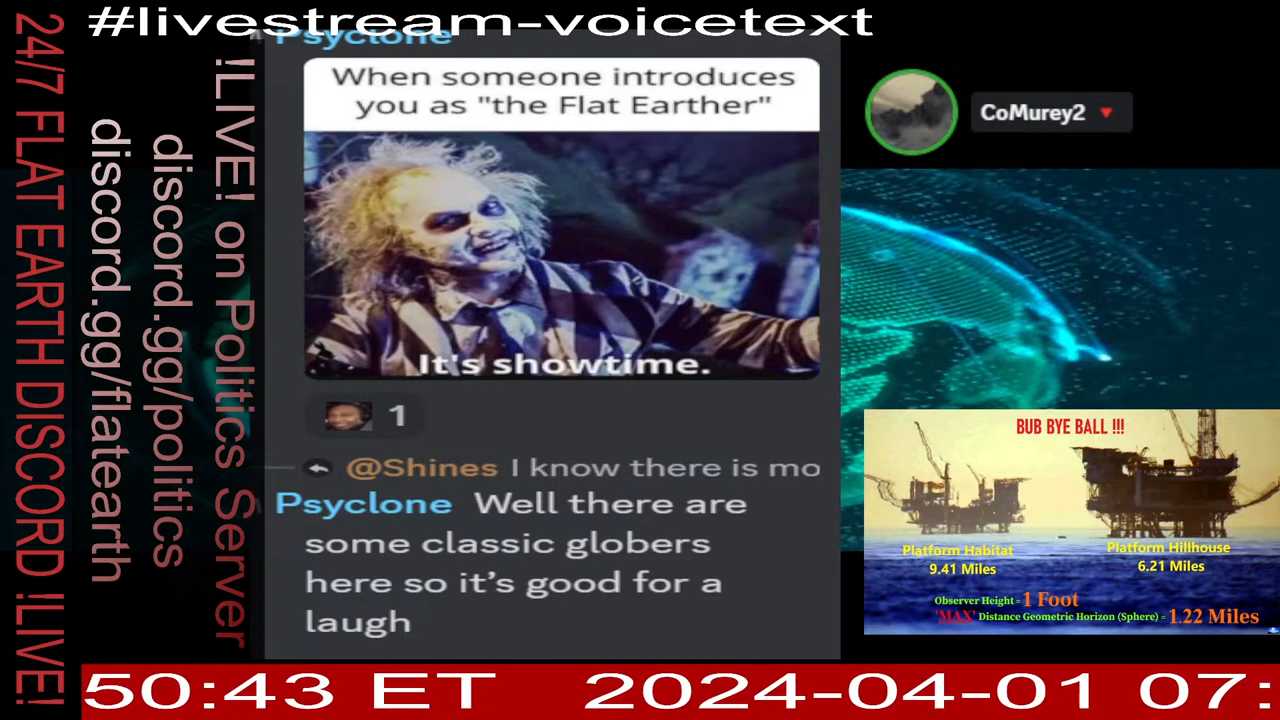 #livestream-voicetext
24/7 FLAT EARTH DISCORD !LIVE!
discord.gg/flatearth
discord.gg/politics
!LIVE! on Politics Server
Psyclone
When someone introduces
you as "the Flat Earther"
It's showtime.
1
@Shines I know there is mo
Psyclone Well there are
some classic globers
here so it's good for a
laugh
CoMurey2
BUB BYE BALL !!!
Platform Habitat
9.41 Miles
Platform Hillhouse
6.21 Miles
Observer Height = 1 Foot
'MAX' Distance Geometric Horizon (Sphere) = 1.22 Miles
50:43 ET 2024-04-01 07: